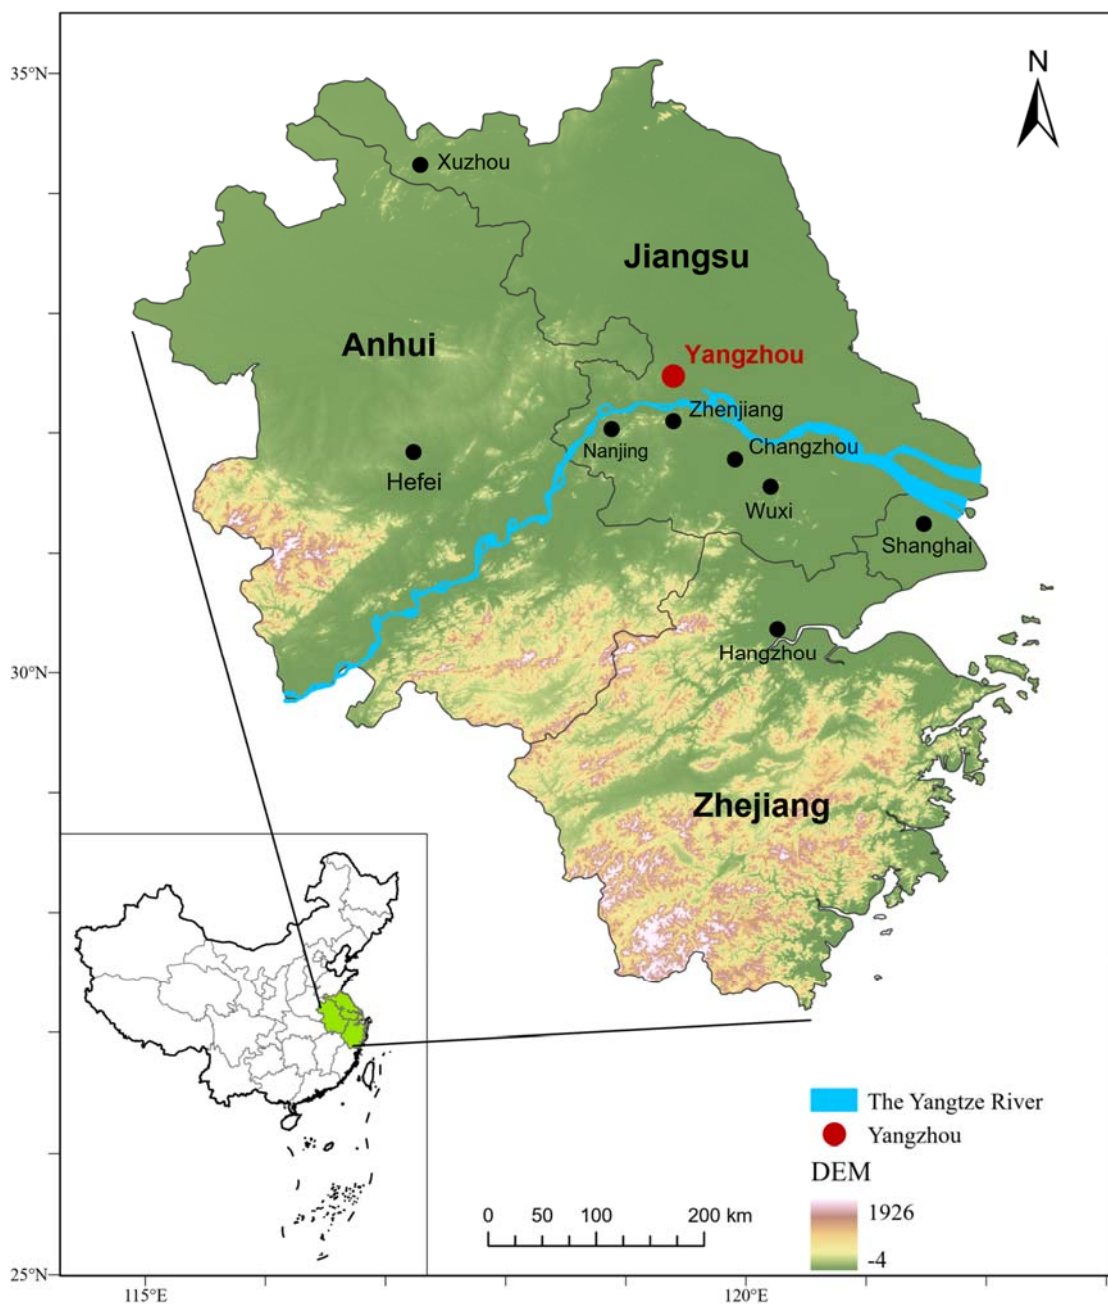 N
35°N
Xuzhou
Jiangsu
Anhui
Yangzhou
Zhenjiang
Nanjing
Changzhou
Hefei
Wuxi
Shanghai
Hangzhou
30°N
Zhejiang
The Yangtze River
Yangzhou
DEM
1926
-4
0 50 100 200 km
25°N
115°E
120°E